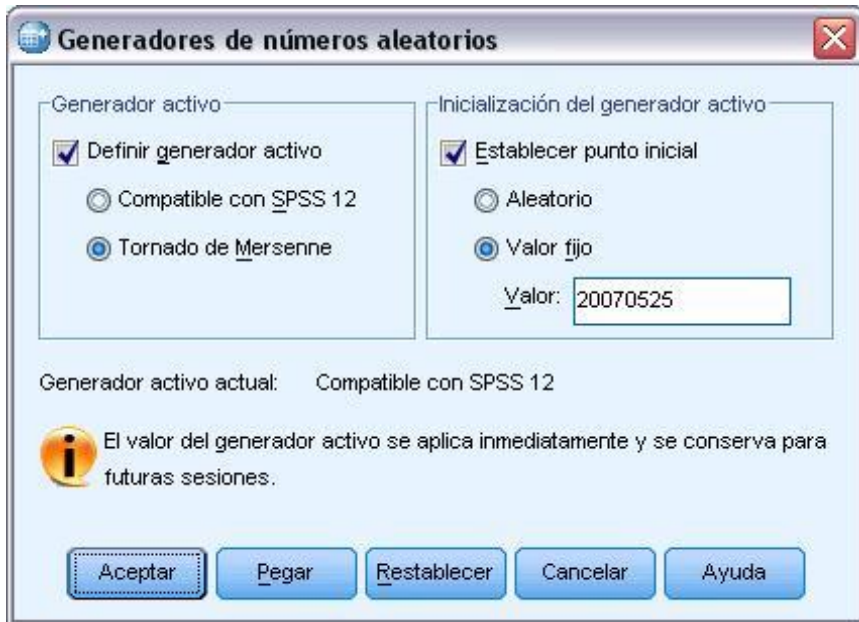 Generadores de números aleatorios
Generador activo
Definir generador activo
Compatible con SPSS 12
Tornado de Mersenne
Inicialización del generador activo
Establecer punto inicial
Aleatorio
Valor fijo
Valor: 20070525
Generador activo actual: Compatible con SPSS 12
El valor del generador activo se aplica inmediatamente y se conserva para
futuras sesiones.
Aceptar Pegar Restablecer Cancelar Ayuda